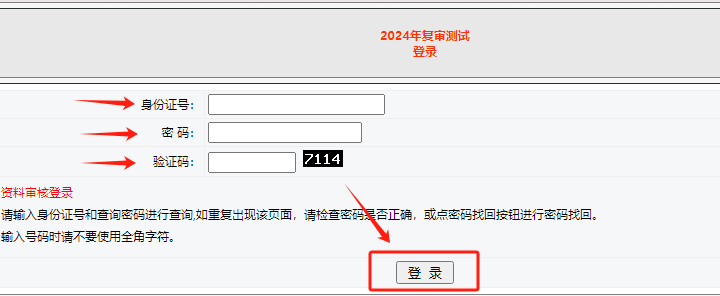 2024年复审测试
登录
身份证号：
密 码：
验证码： 7114
资料审核登录
请输入身份证号和查询密码进行查询,如重复出现该页面，请检查密码是否正确，或点密码找回按钮进行密码找回。
输入号码时请不要使用全角字符。
登 录